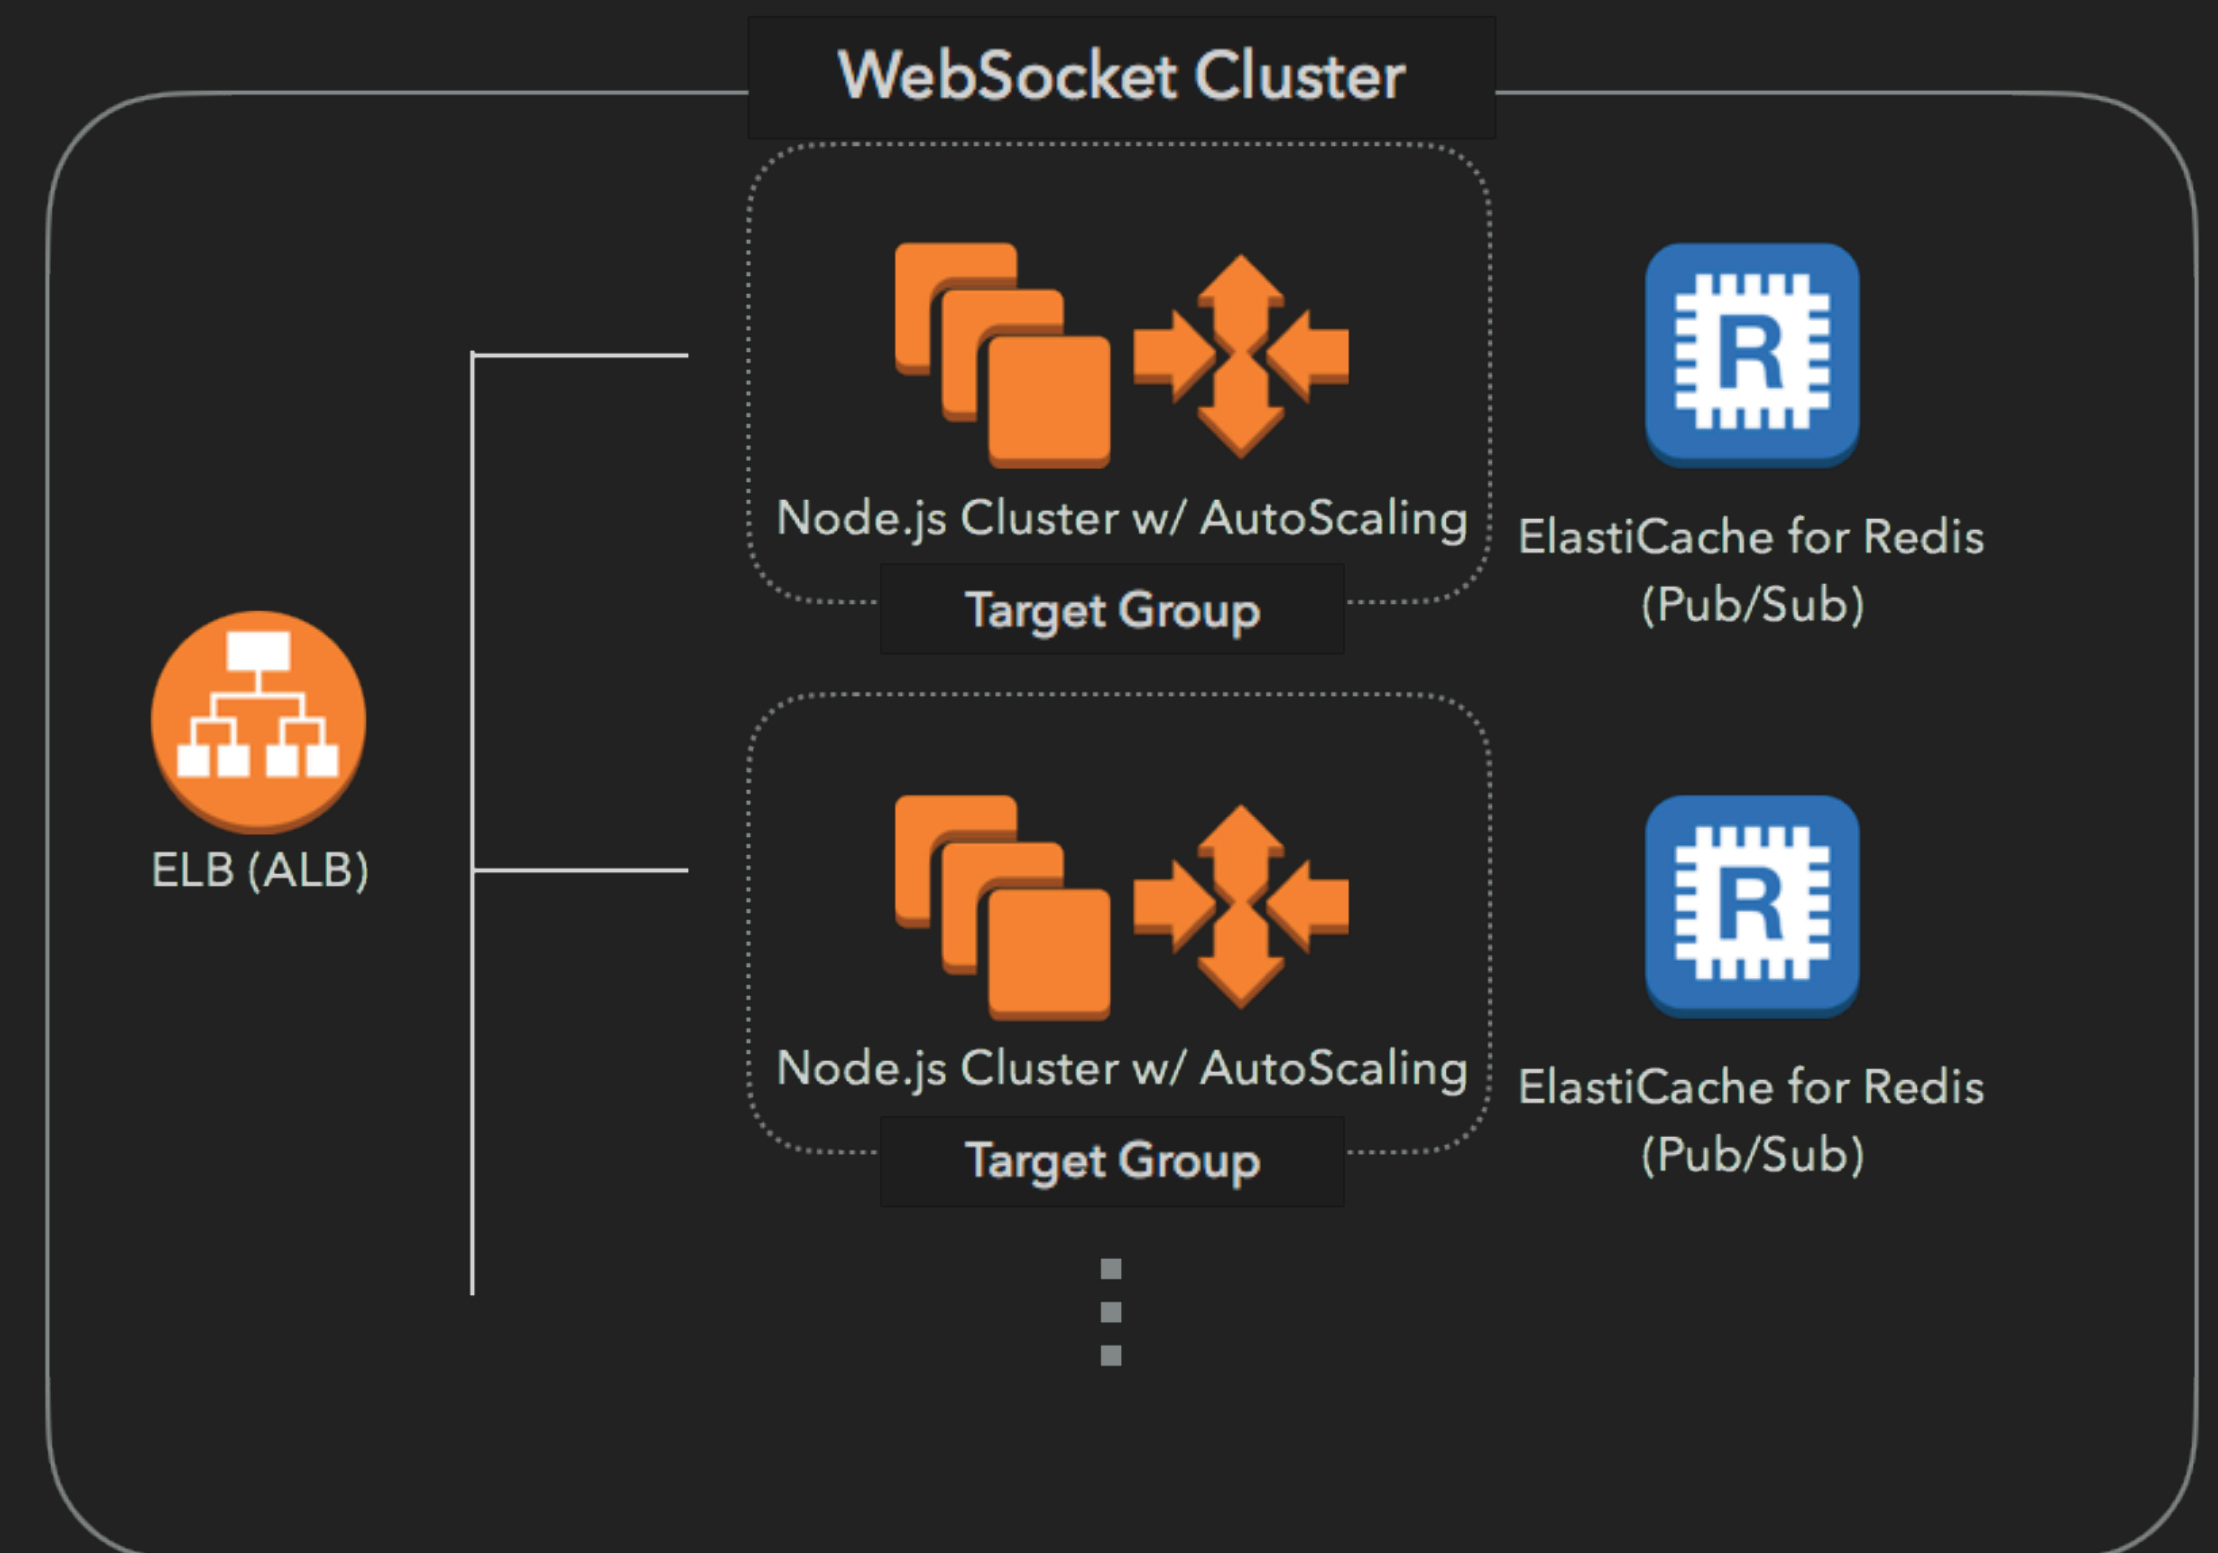 WebSocket Cluster
R
Node.js Cluster w/ AutoScaling
ElastiCache for Redis
(Pub/Sub)
Target Group
ELB (ALB)
R
Node.js Cluster w/ AutoScaling
ElastiCache for Redis
(Pub/Sub)
Target Group